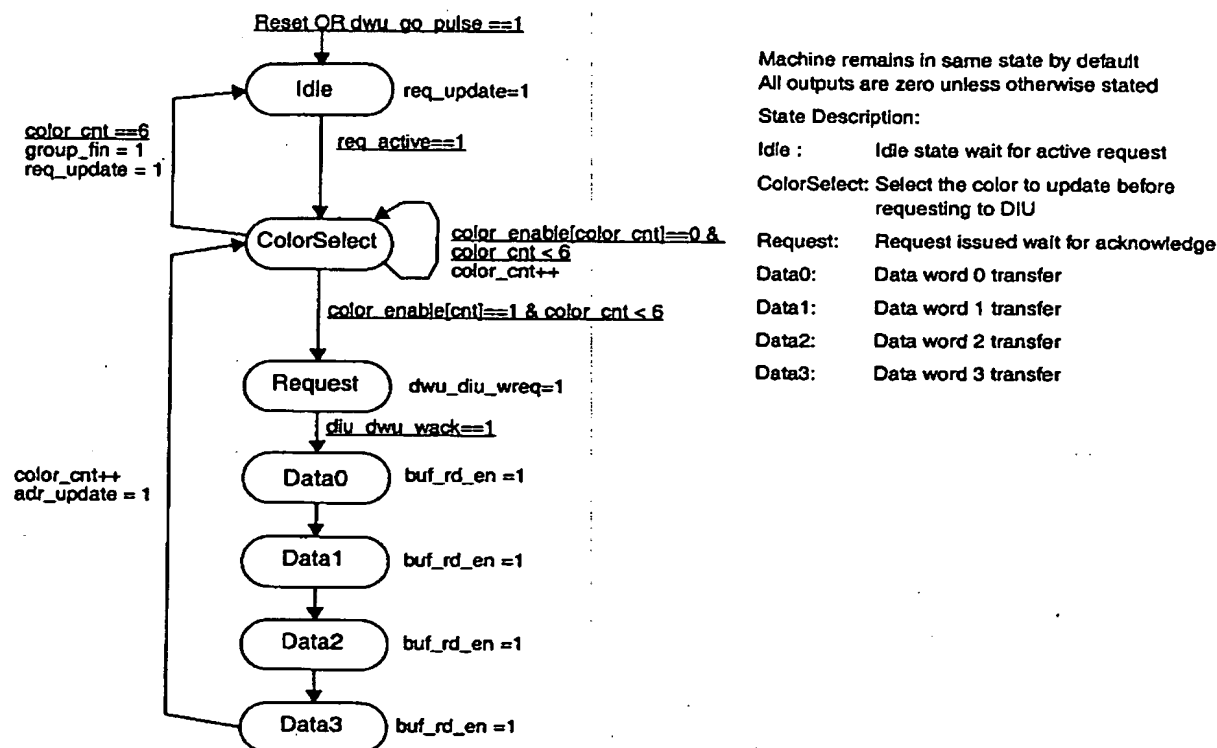 Reset OR dwu_go_pulse ==1
Idle
req_update=1
color_cnt ==6
group_fin = 1
req_update = 1
req_active==1
ColorSelect
color_enable[color_cnt]==0 &
color_cnt < 6
color_cnt++
color_enable[cnt]==1 & color_cnt < 6
Request
dwu_diu_wreq=1
diu_dwu_wack==1
color_cnt++
adr_update = 1
Data0
buf_rd_en =1
Data1
buf_rd_en =1
Data2
buf_rd_en =1
Data3
buf_rd_en =1
Machine remains in same state by default
All outputs are zero unless otherwise stated
State Description:
Idle : Idle state wait for active request
ColorSelect: Select the color to update before
requesting to DIU
Request: Request issued wait for acknowledge
Data0: Data word 0 transfer
Data1: Data word 1 transfer
Data2: Data word 2 transfer
Data3: Data word 3 transfer